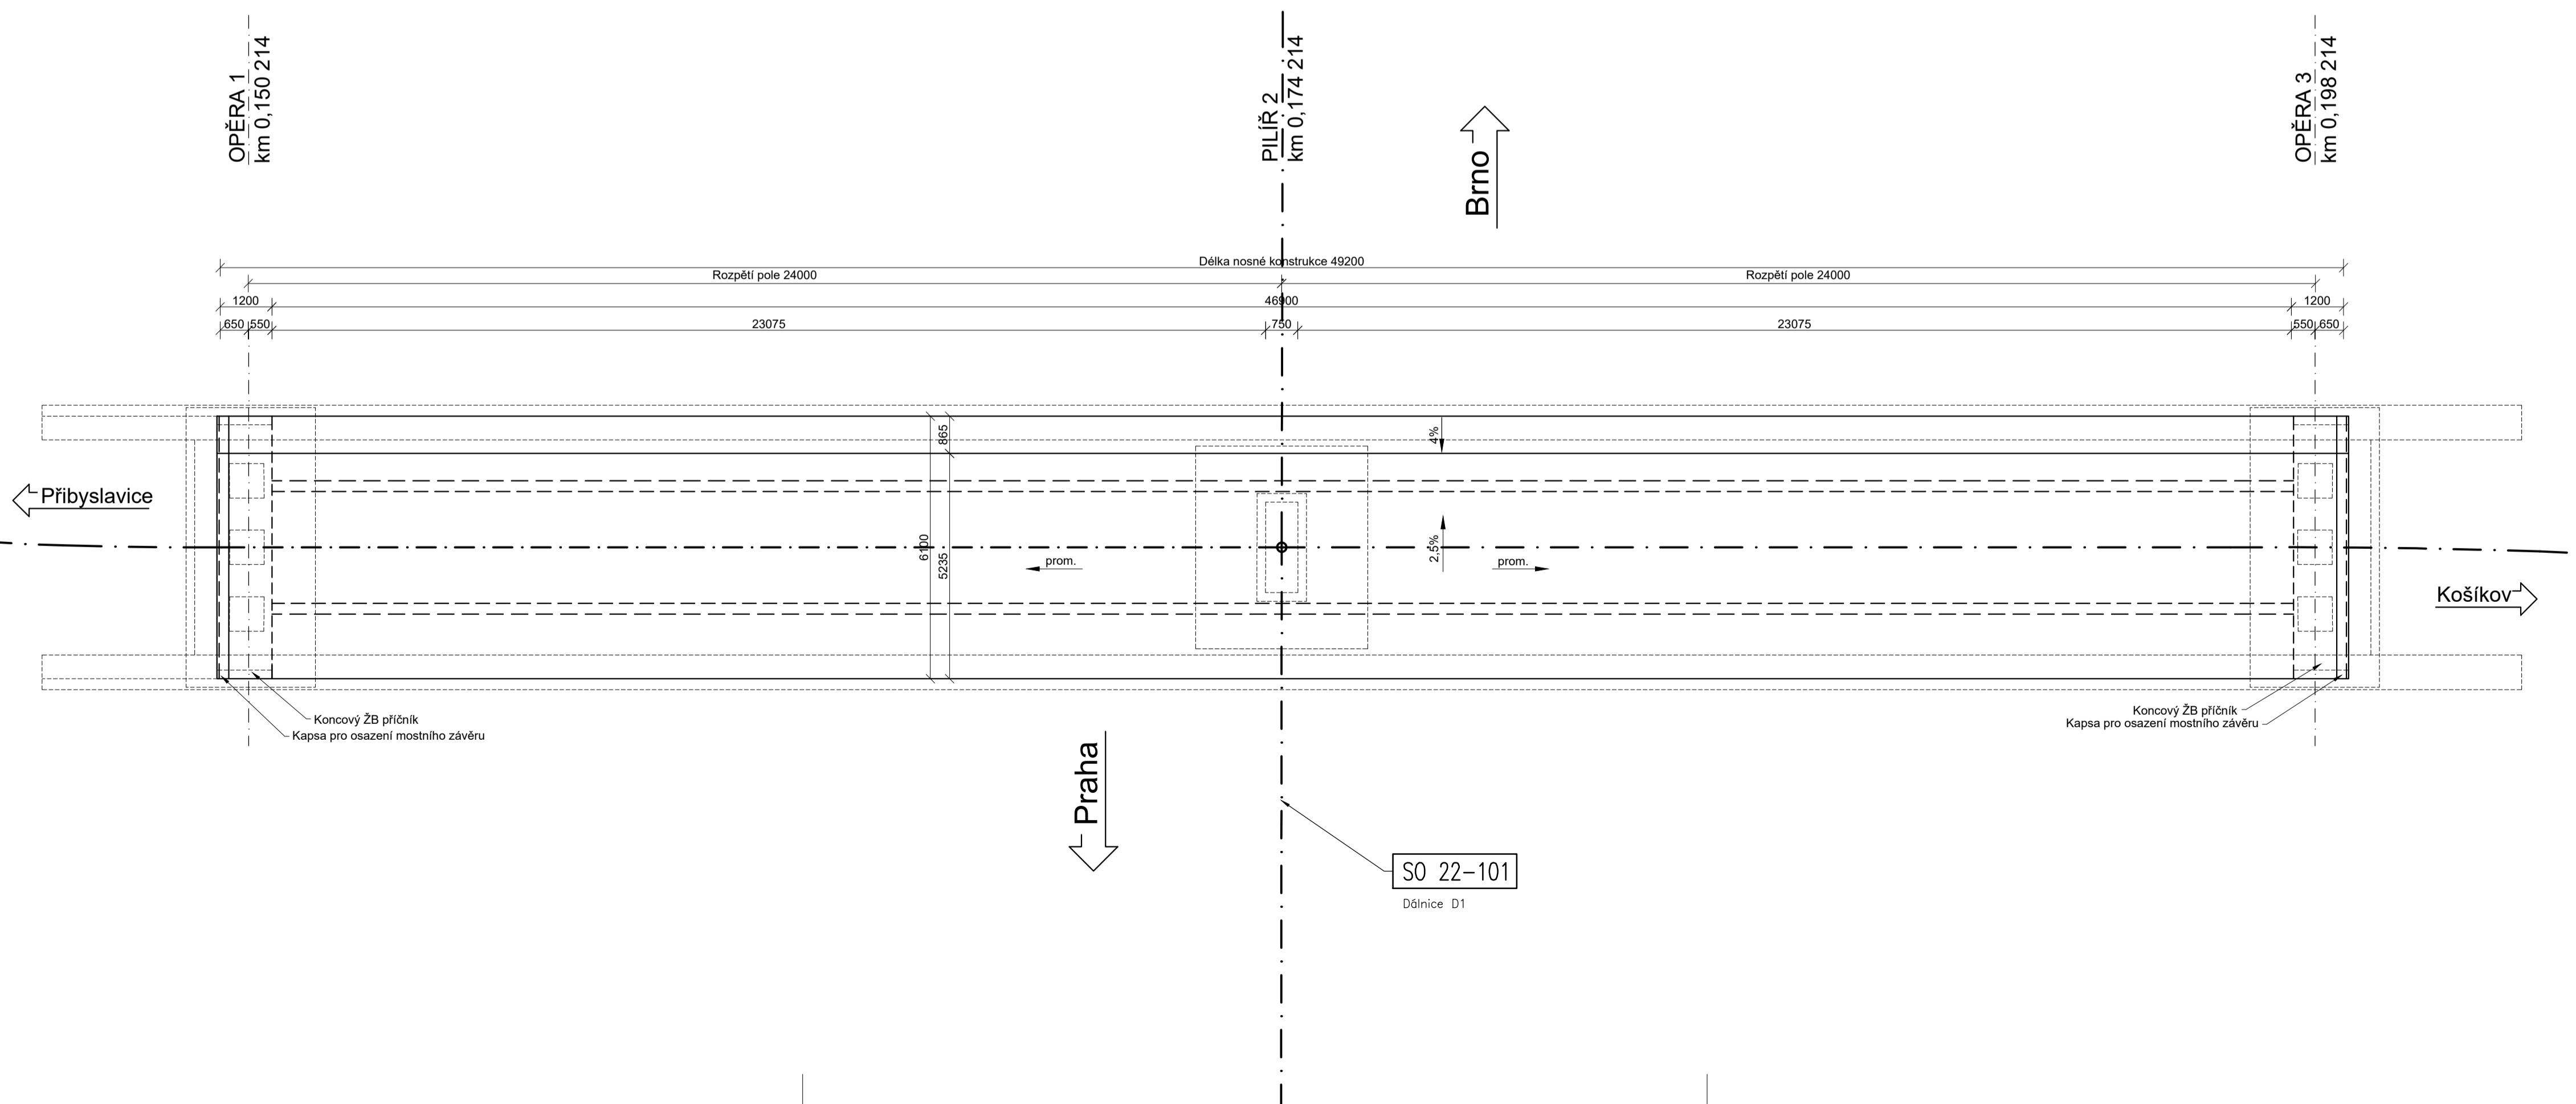 OPĚRA 1
km 0,150 214
PILÍŘ 2
km 0,174 214
OPĚRA 3
km 0,198 214
Brno
Délka nosné konstrukce 49200
Rozpětí pole 24000
Rozpětí pole 24000
1200
46900
1200
650
550
23075
750
23075
550
650
865
4%
Přibyslavice
6100
5235
2,5%
prom.
prom.
Košíkov
Koncový ŽB příčník
Kapsa pro osazení mostního závěru
Koncový ŽB příčník
Kapsa pro osazení mostního závěru
Praha
SO 22-101
Dálnice D1